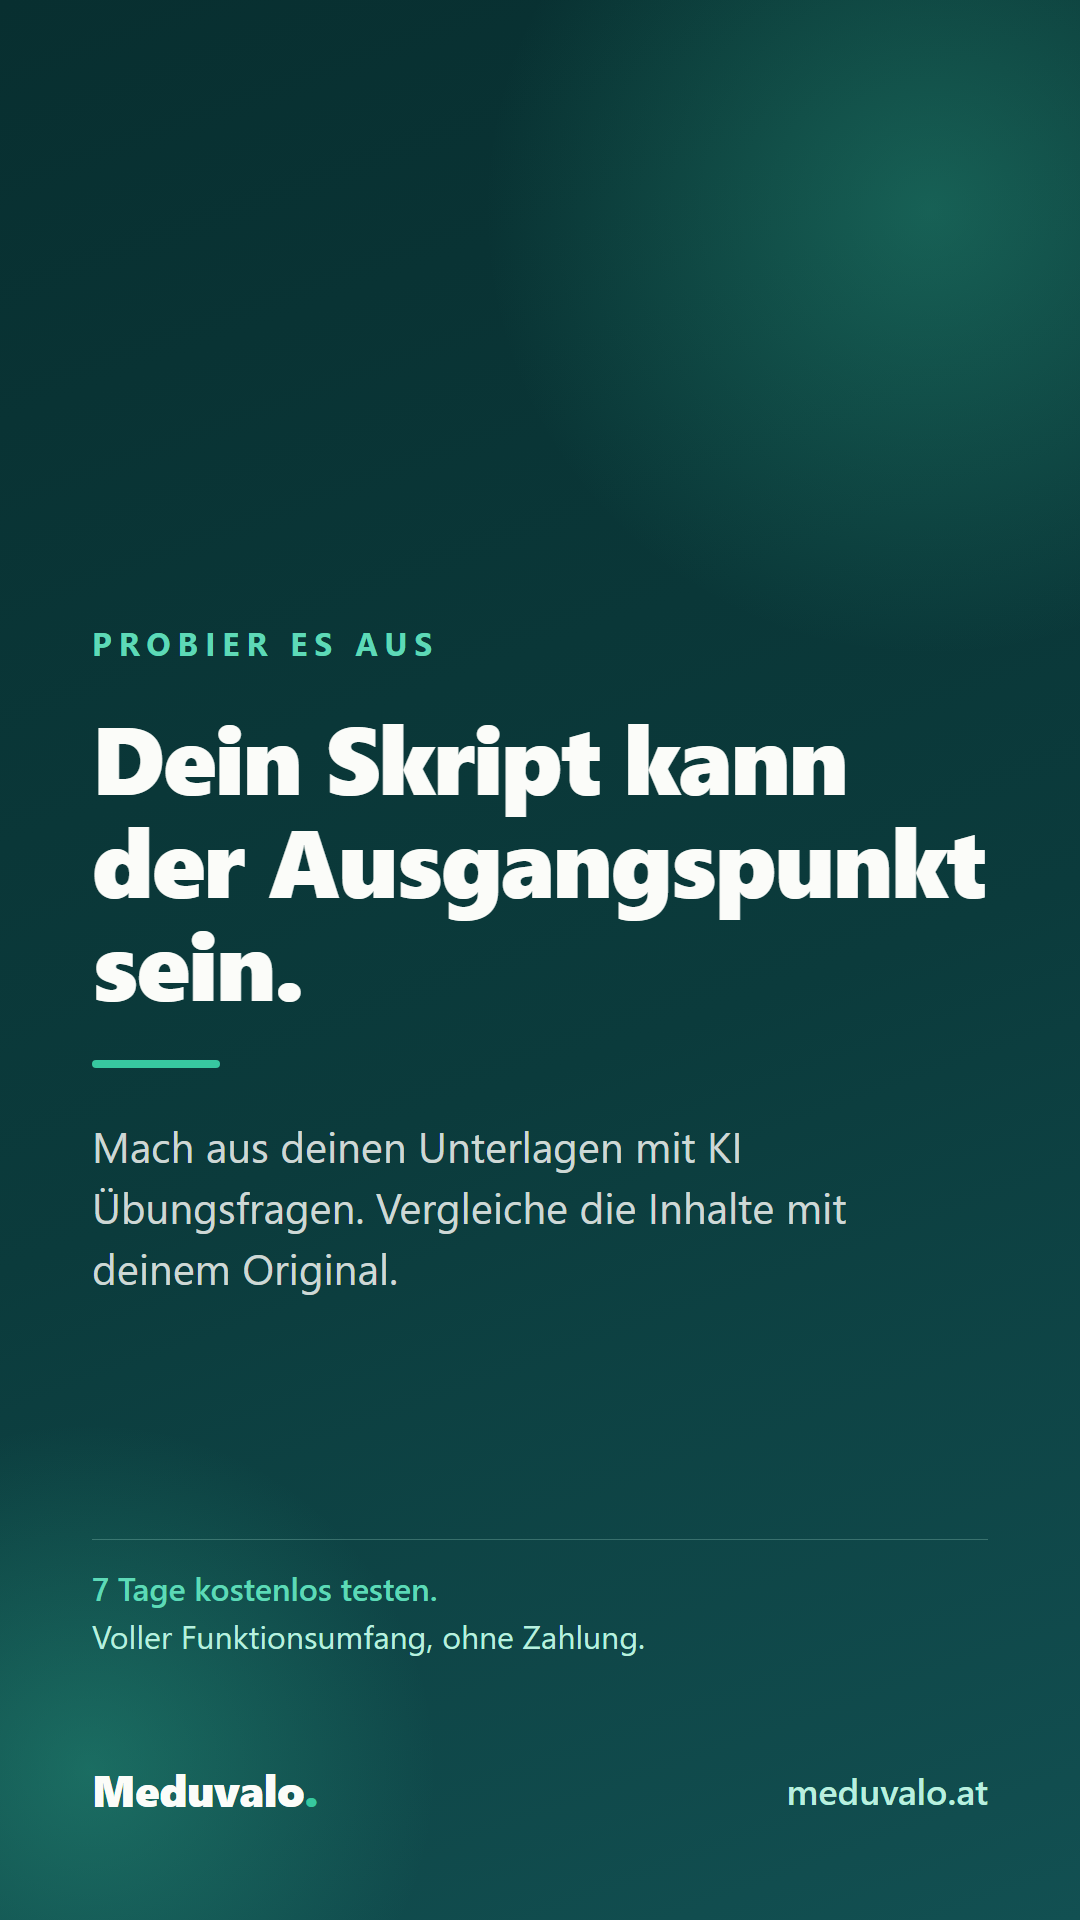 PROBIER ES AUS
Dein Skript kann
der Ausgangspunkt
sein.
Mach aus deinen Unterlagen mit KI
Übungsfragen. Vergleiche die Inhalte mit
deinem Original.
7 Tage kostenlos testen.
Voller Funktionsumfang, ohne Zahlung.
Meduvalo.
meduvalo.at